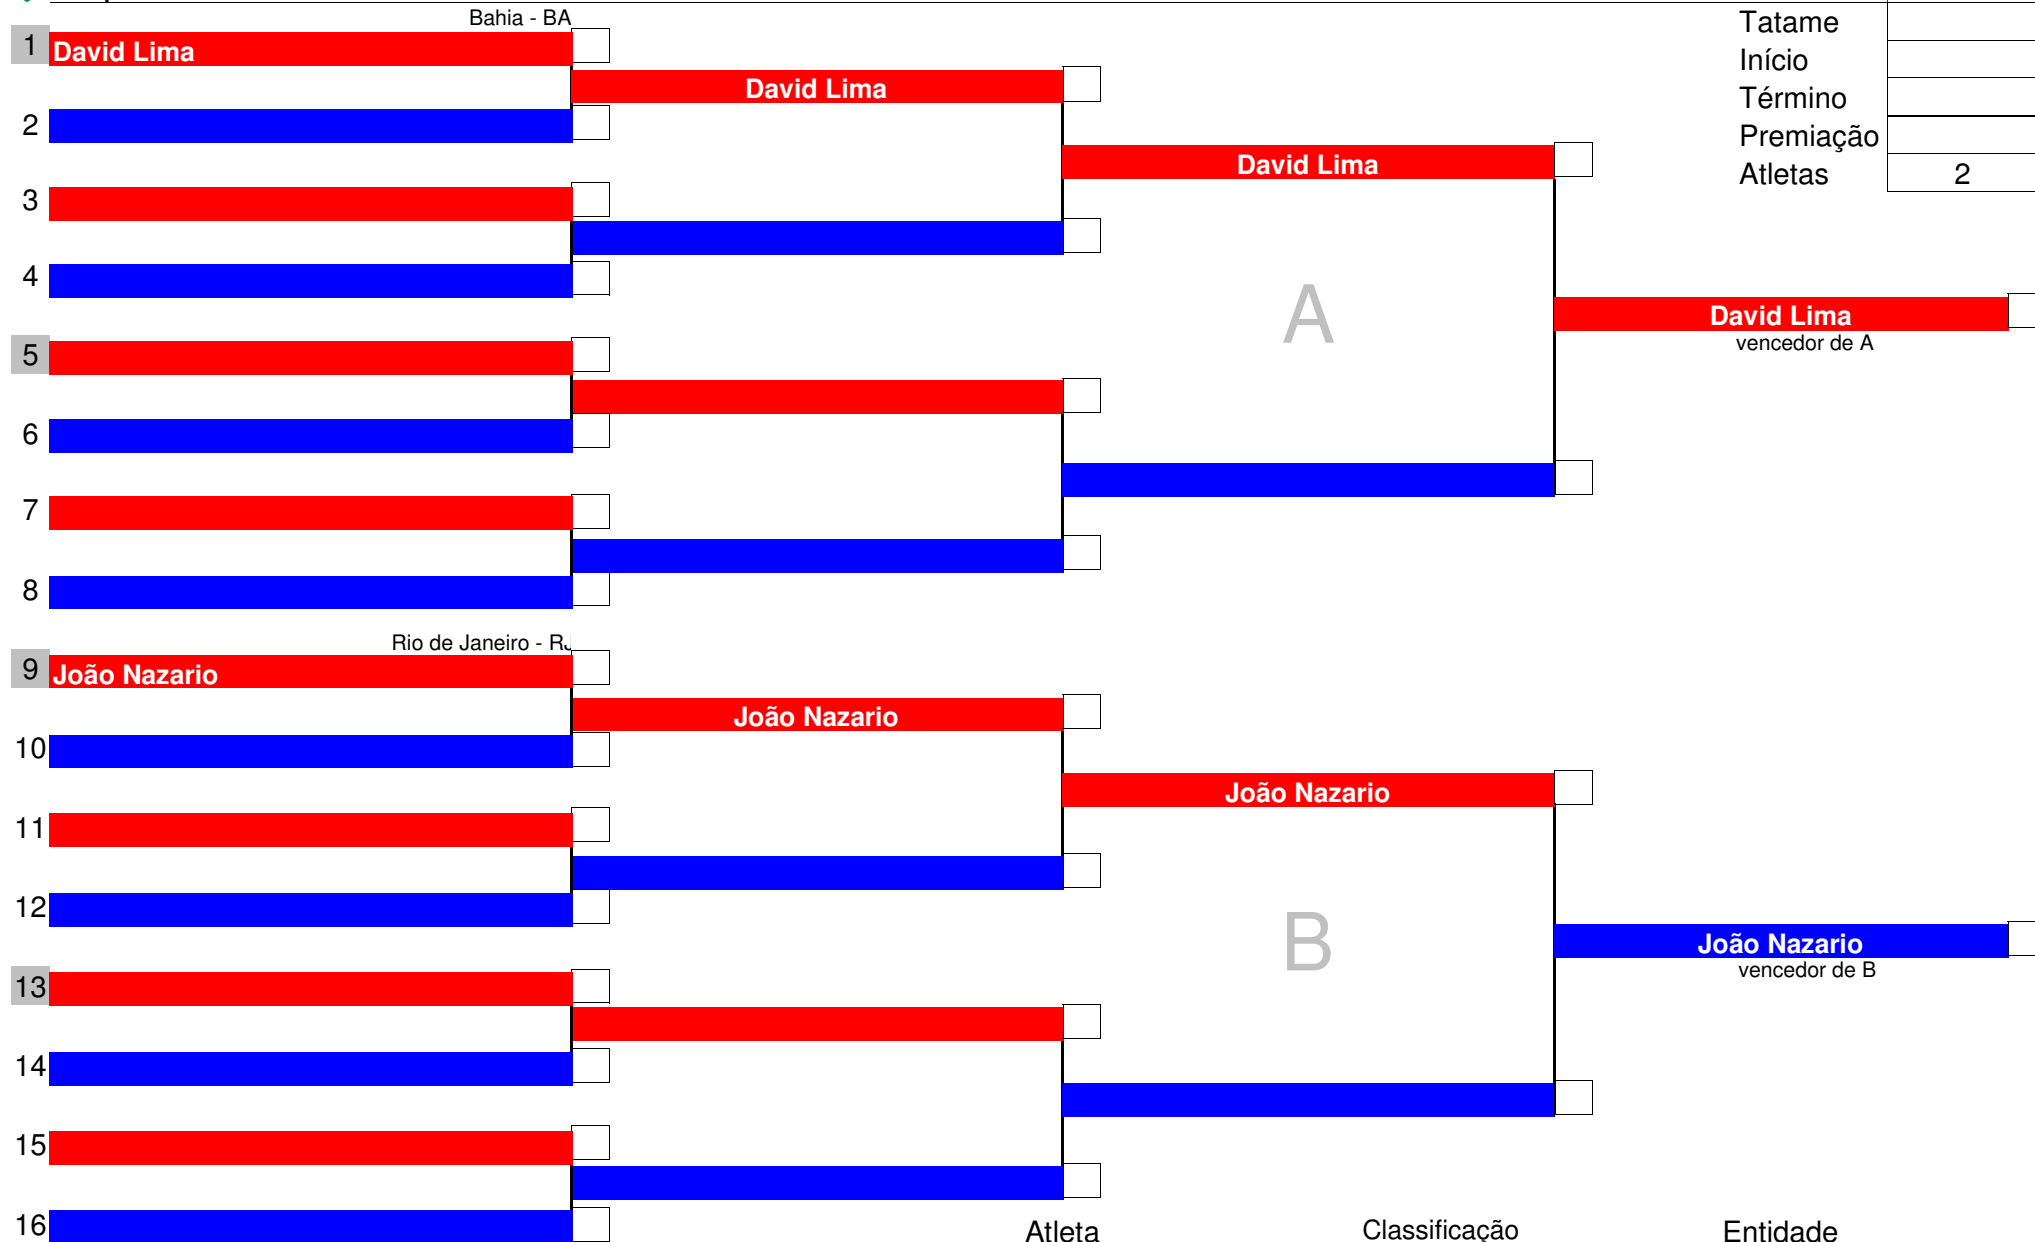 Bahia - BA
1 David Lima
David Lima
2
David Lima
3
4
5
6
7
8
A
David Lima
vencedor de A
Tatame
Início
Término
Premiação
Atletas 2
Rio de Janeiro - RJ
9 João Nazario
João Nazario
10
João Nazario
11
12
13
14
15
16
B
João Nazario
vencedor de B
Atleta Classificação Entidade